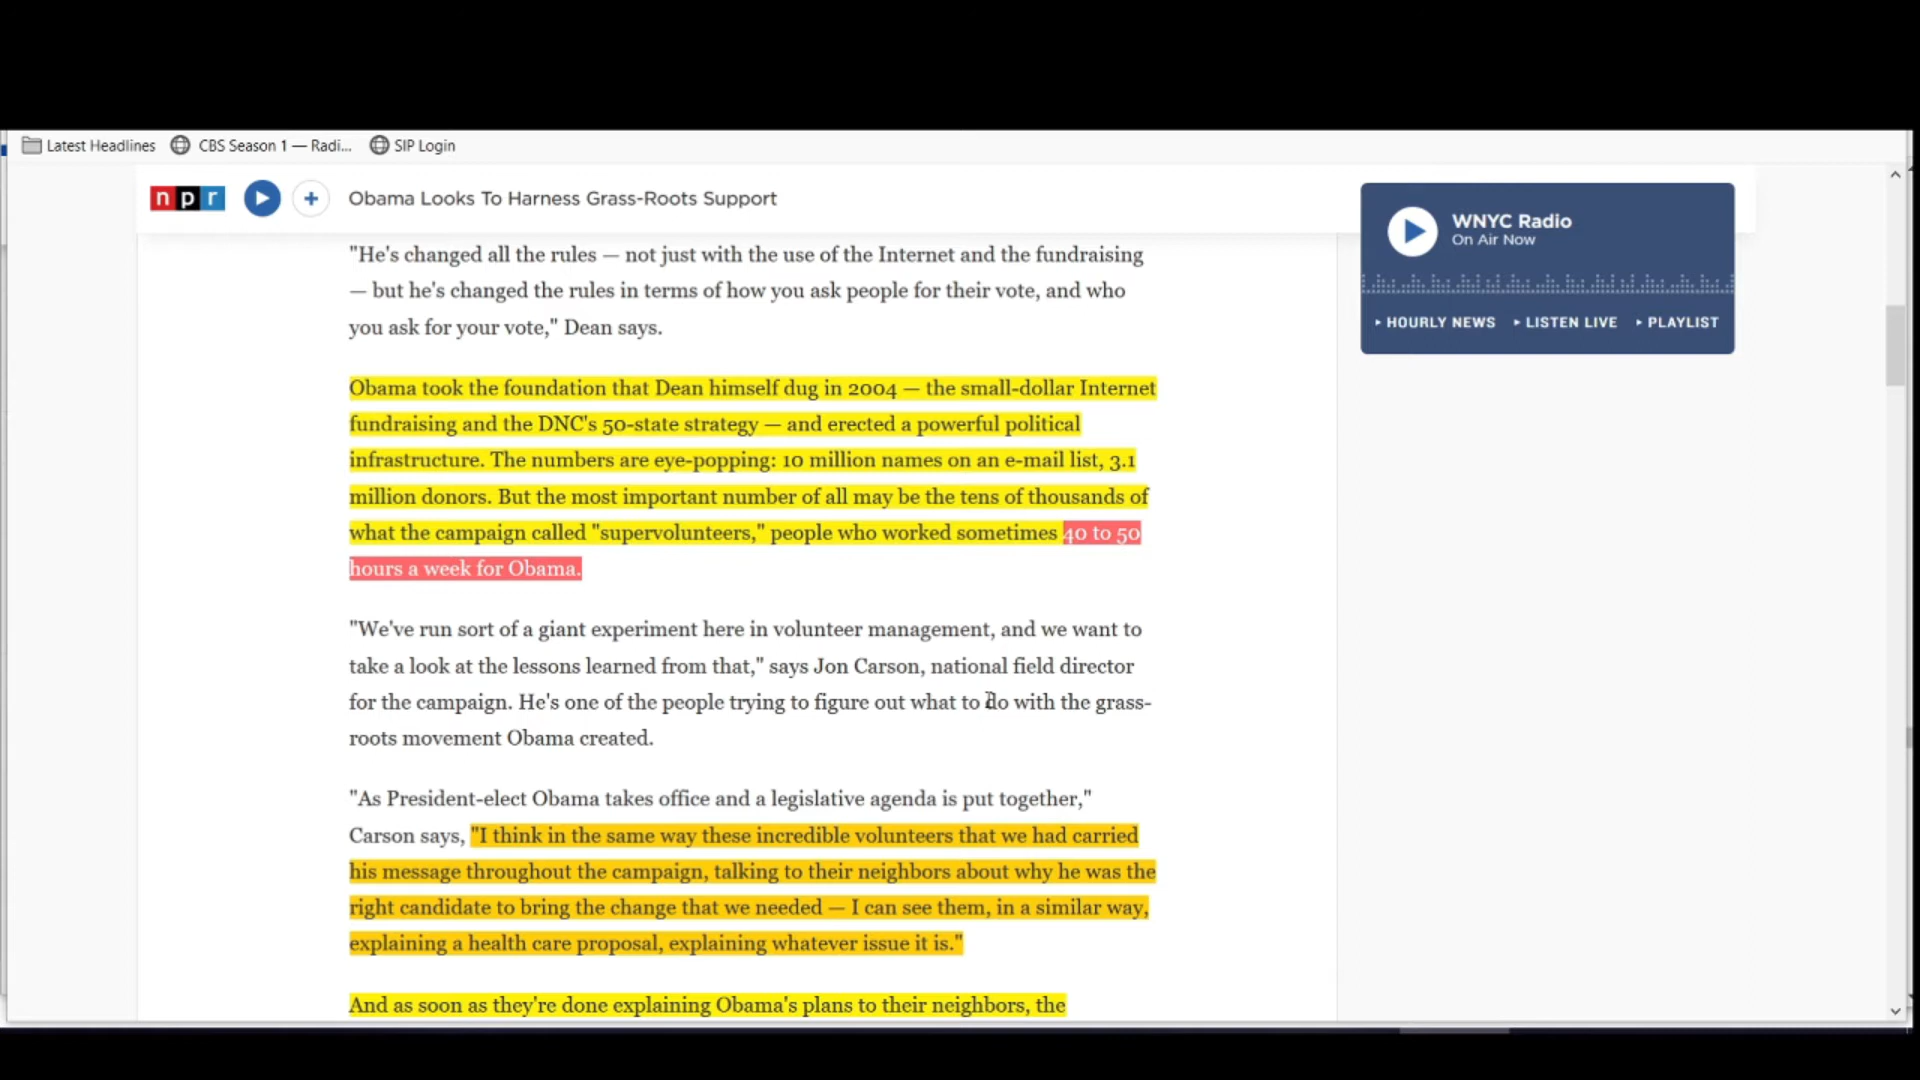 Latest Headlines CBS Season 1 — Radi... SIP Login
npr Obama Looks To Harness Grass-Roots Support
WNYC Radio
On Air Now
HOURLY NEWS LISTEN LIVE PLAYLIST
"He's changed all the rules — not just with the use of the Internet and the fundraising
— but he's changed the rules in terms of how you ask people for their vote, and who
you ask for your vote," Dean says.
Obama took the foundation that Dean himself dug in 2004 — the small-dollar Internet
fundraising and the DNC's 50-state strategy — and erected a powerful political
infrastructure. The numbers are eye-popping: 10 million names on an e-mail list, 3.1
million donors. But the most important number of all may be the tens of thousands of
what the campaign called "supervolunteers," people who worked sometimes 40 to 50
hours a week for Obama.
"We've run sort of a giant experiment here in volunteer management, and we want to
take a look at the lessons learned from that," says Jon Carson, national field director
for the campaign. He's one of the people trying to figure out what to do with the grass-
roots movement Obama created.
"As President-elect Obama takes office and a legislative agenda is put together,"
Carson says, "I think in the same way these incredible volunteers that we had carried
his message throughout the campaign, talking to their neighbors about why he was the
right candidate to bring the change that we needed — I can see them, in a similar way,
explaining a health care proposal, explaining whatever issue it is."
And as soon as they're done explaining Obama's plans to their neighbors, the